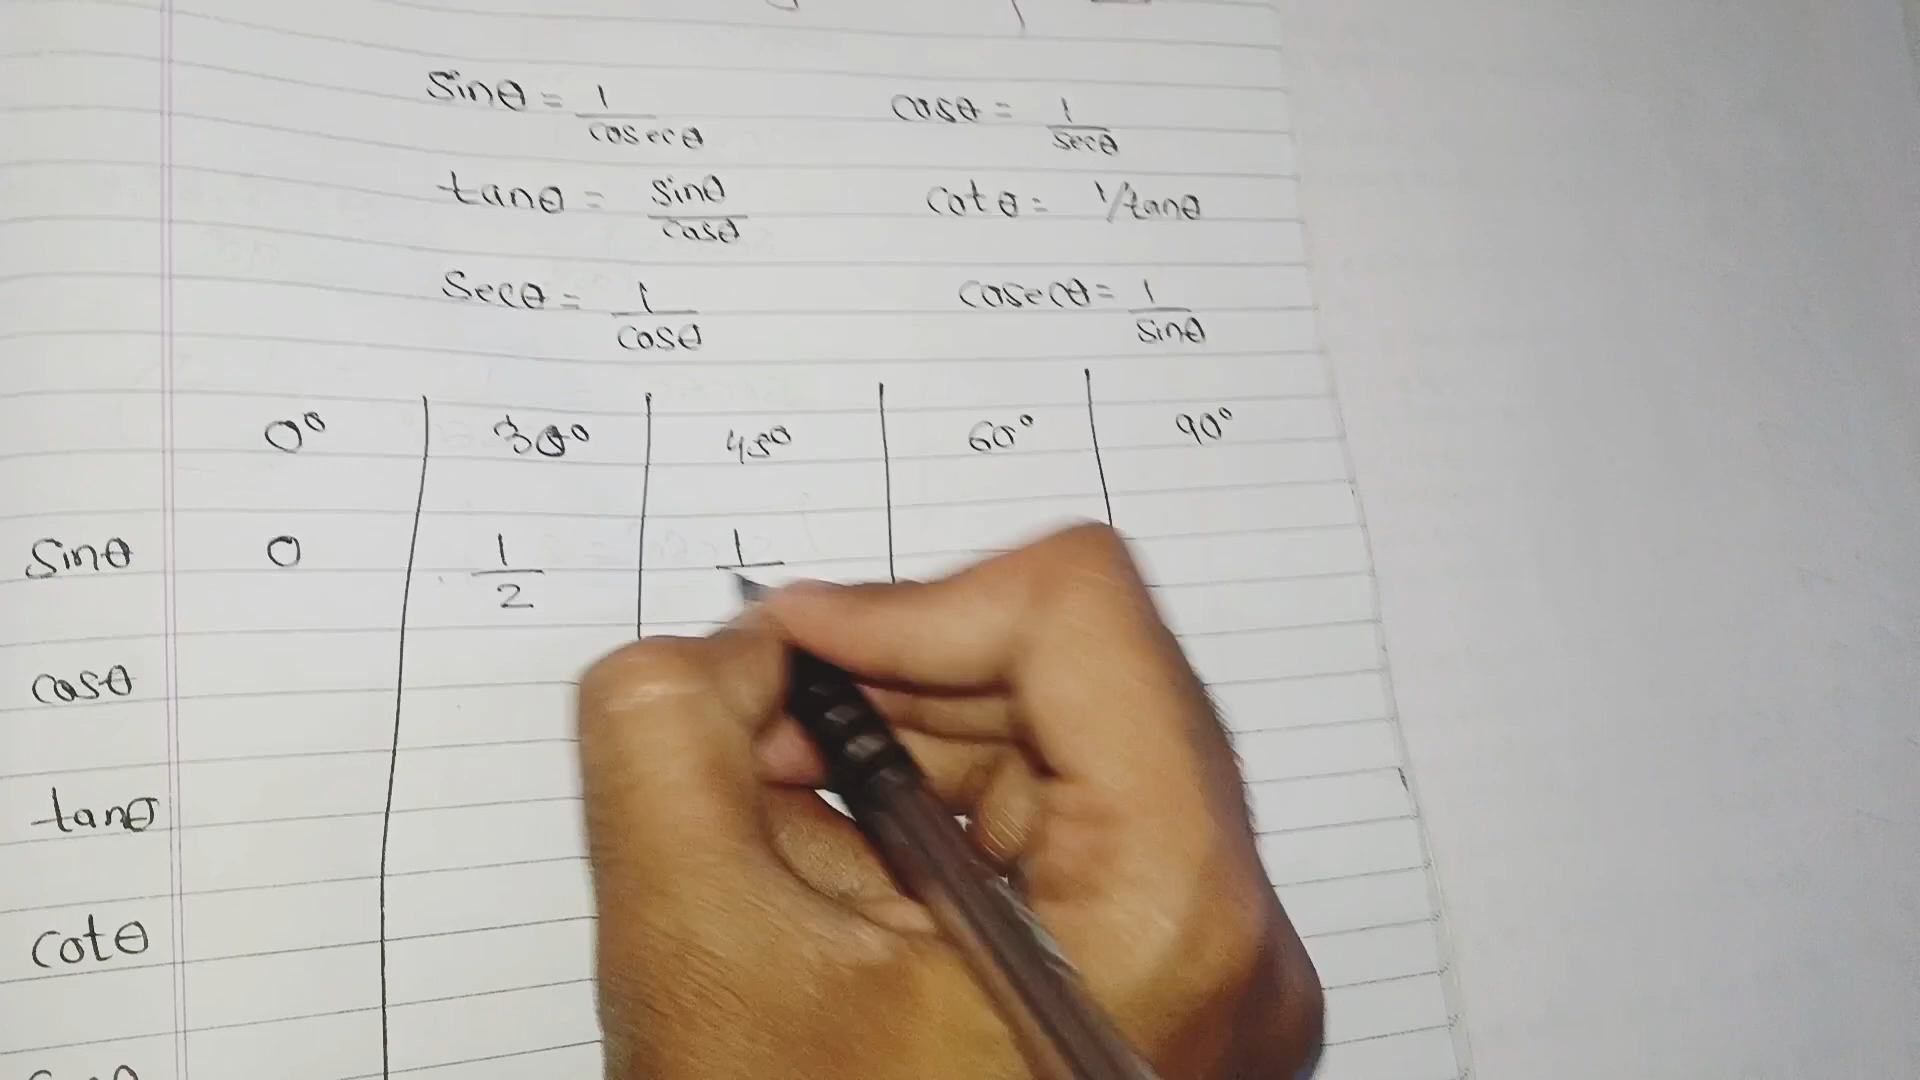 sinθ = 1/cosecθ cosθ = 1/secθ
tanθ = sinθ/cosθ cotθ = 1/tanθ
secθ = 1/cosθ cosecθ = 1/sinθ
0° 30° 45° 60° 90°
sinθ 0 1/2 1
cosθ
tanθ
cotθ